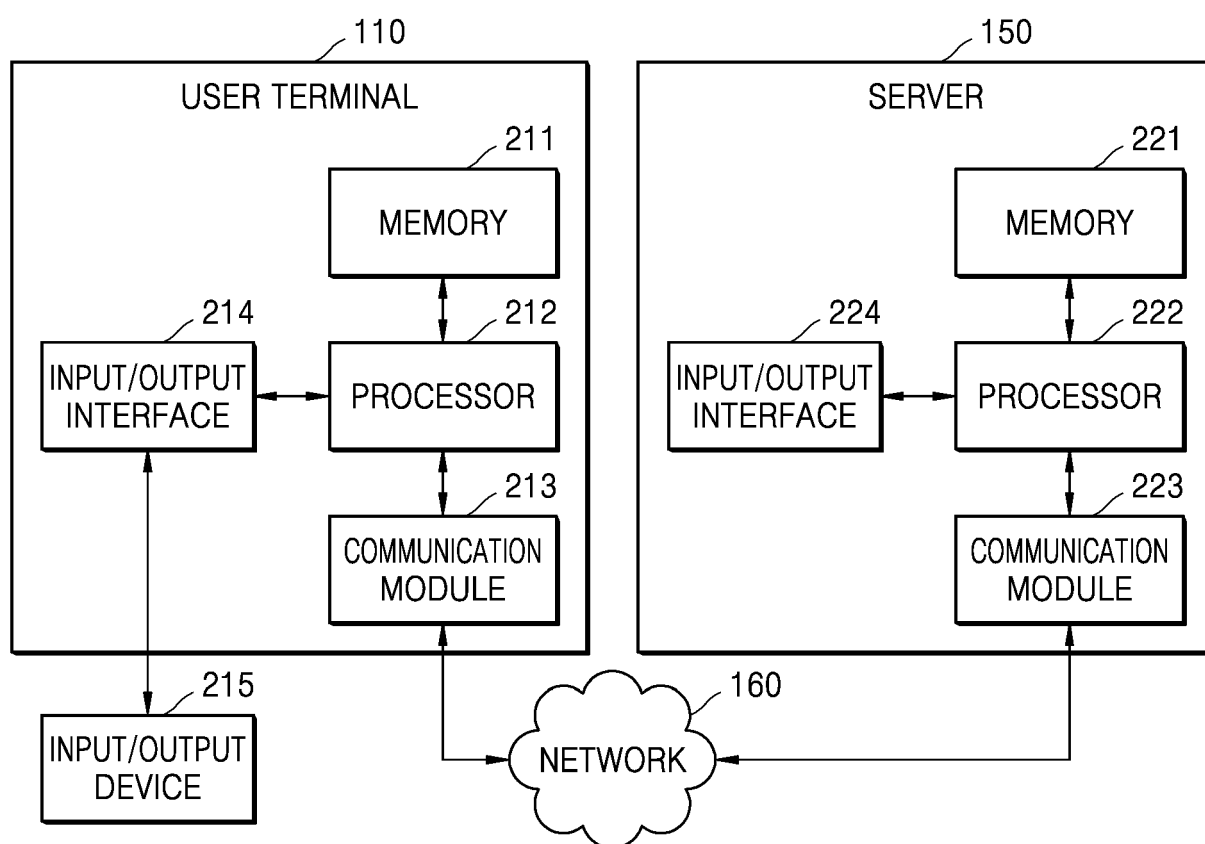 110
USER TERMINAL
211
MEMORY
214
212
INPUT/OUTPUT
INTERFACE
PROCESSOR
213
COMMUNICATION
MODULE
215
INPUT/OUTPUT
DEVICE
150
SERVER
221
MEMORY
224
222
INPUT/OUTPUT
INTERFACE
PROCESSOR
223
COMMUNICATION
MODULE
160
NETWORK